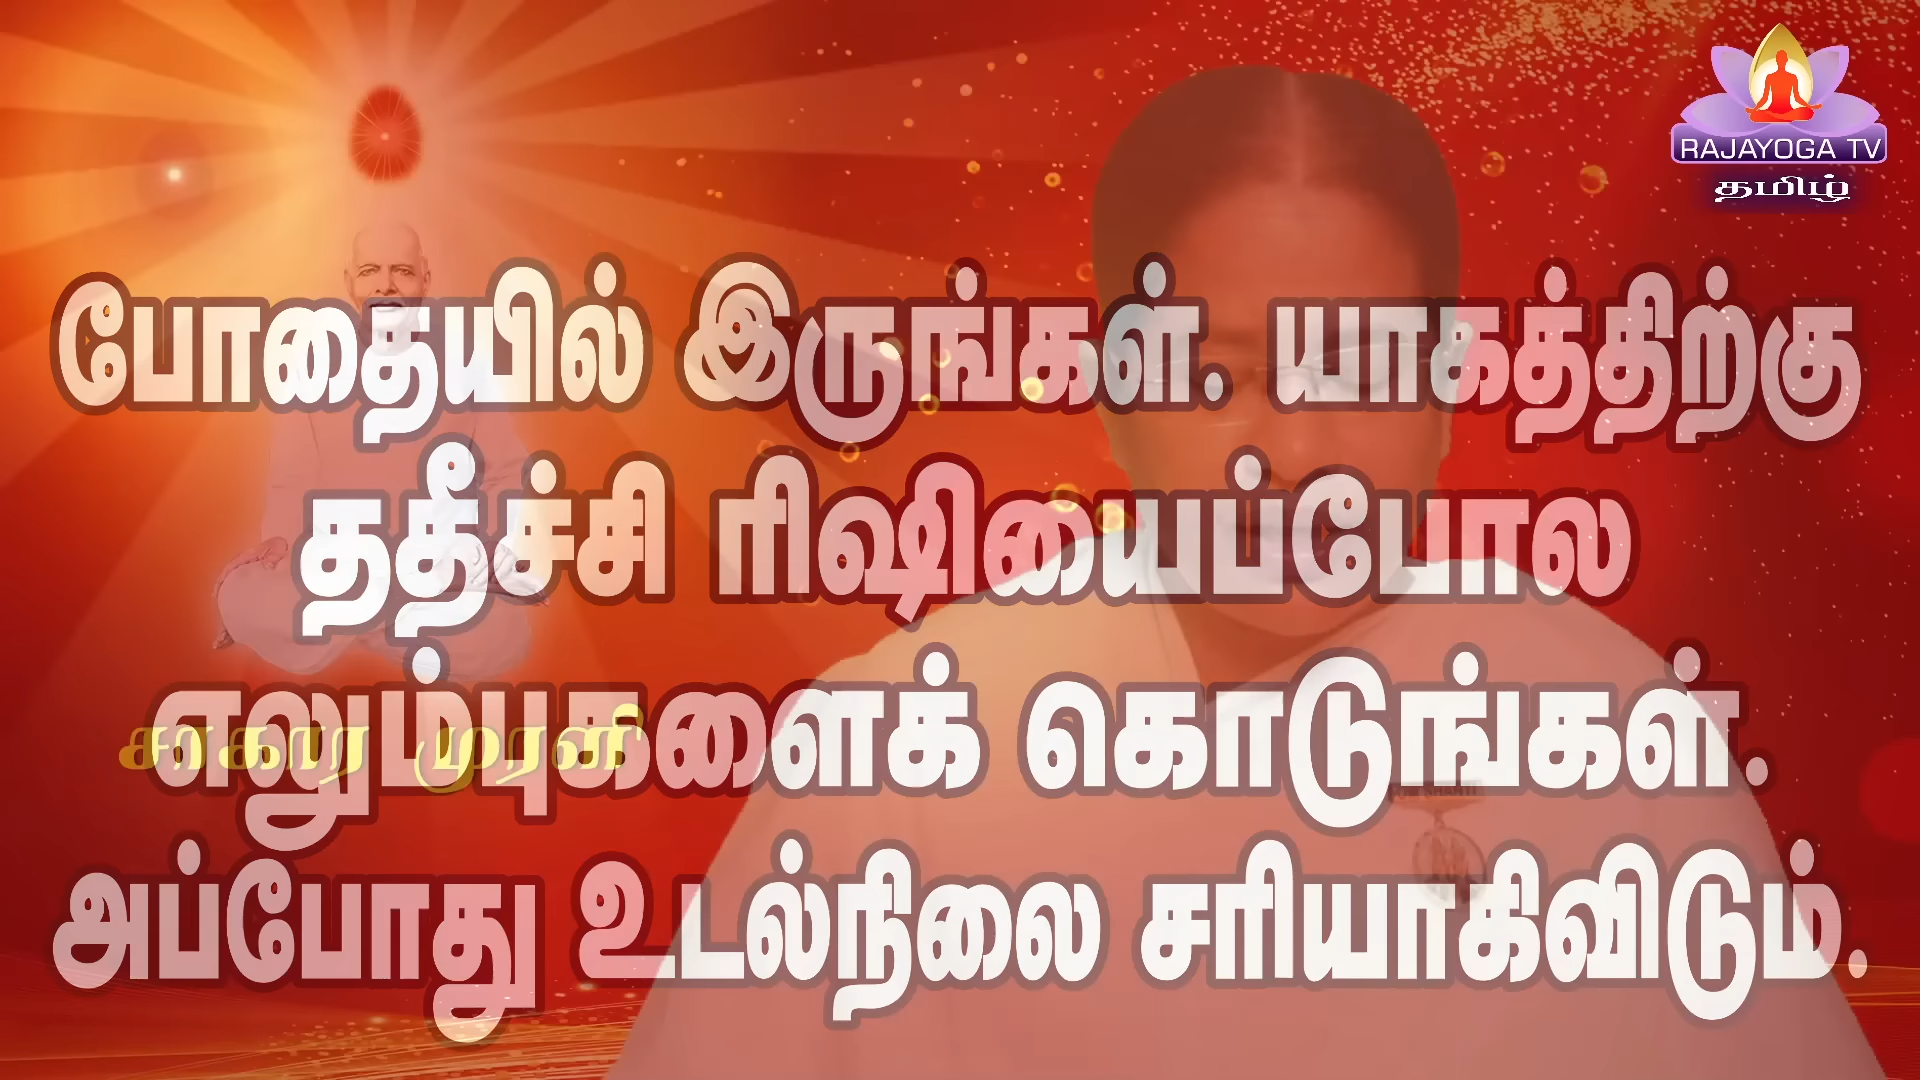 RAJAYOGA TV
தமிழ்
போதையில் இருங்கள். யாகத்திற்கு
ததீச்சி ரிஷியைப்போல
எலும்புகளைக் கொடுங்கள்.
சாகார முரளி
அப்போது உடல்நிலை சரியாகிவிடும்.